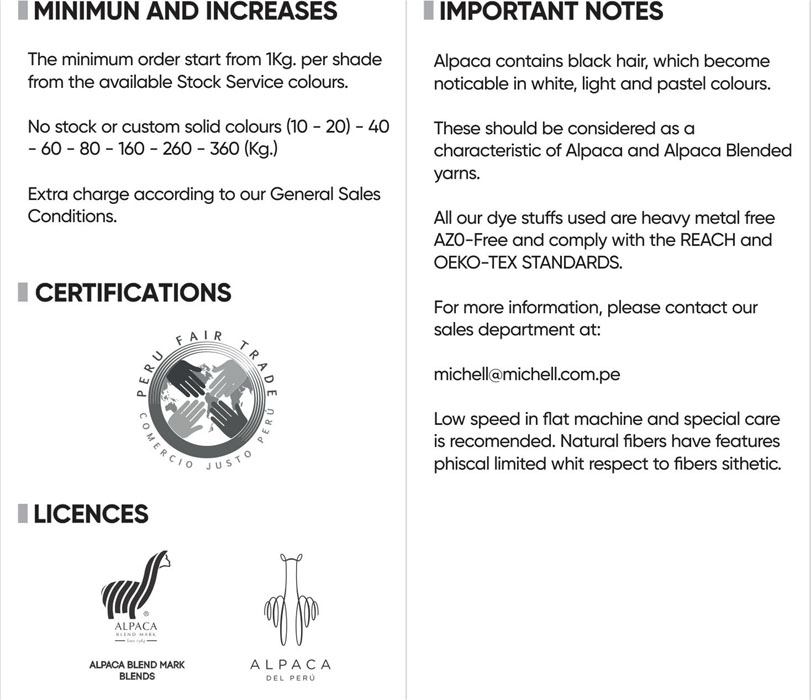 MINIMUN AND INCREASES
The minimun order start from 1Kg. per shade
from the available Stock Service colours.
No stock or custom solid colours (10 - 20) - 40
- 60 - 80 - 160 - 260 - 360 (Kg.)
Extra charge according to our General Sales
Conditions.
CERTIFICATIONS
PERU FAIR TRADE
COMERCIO JUSTO PERÚ
LICENCES
®
ALPACA
BLEND MARK
ALPACA BLEND MARK
BLENDS
ALPACA
DEL PERÚ
IMPORTANT NOTES
Alpaca contains black hair, which become
noticable in white, light and pastel colours.
These should be considered as a
characteristic of Alpaca and Alpaca Blended
yarns.
All our dye stuffs used are heavy metal free
AZO-Free and comply with the REACH and
OEKO-TEX STANDARDS.
For more information, please contact our
sales department at:
michell@michell.com.pe
Low speed in flat machine and special care
is recomended. Natural fibers have features
phiscal limited whit respect to fibers sithetic.